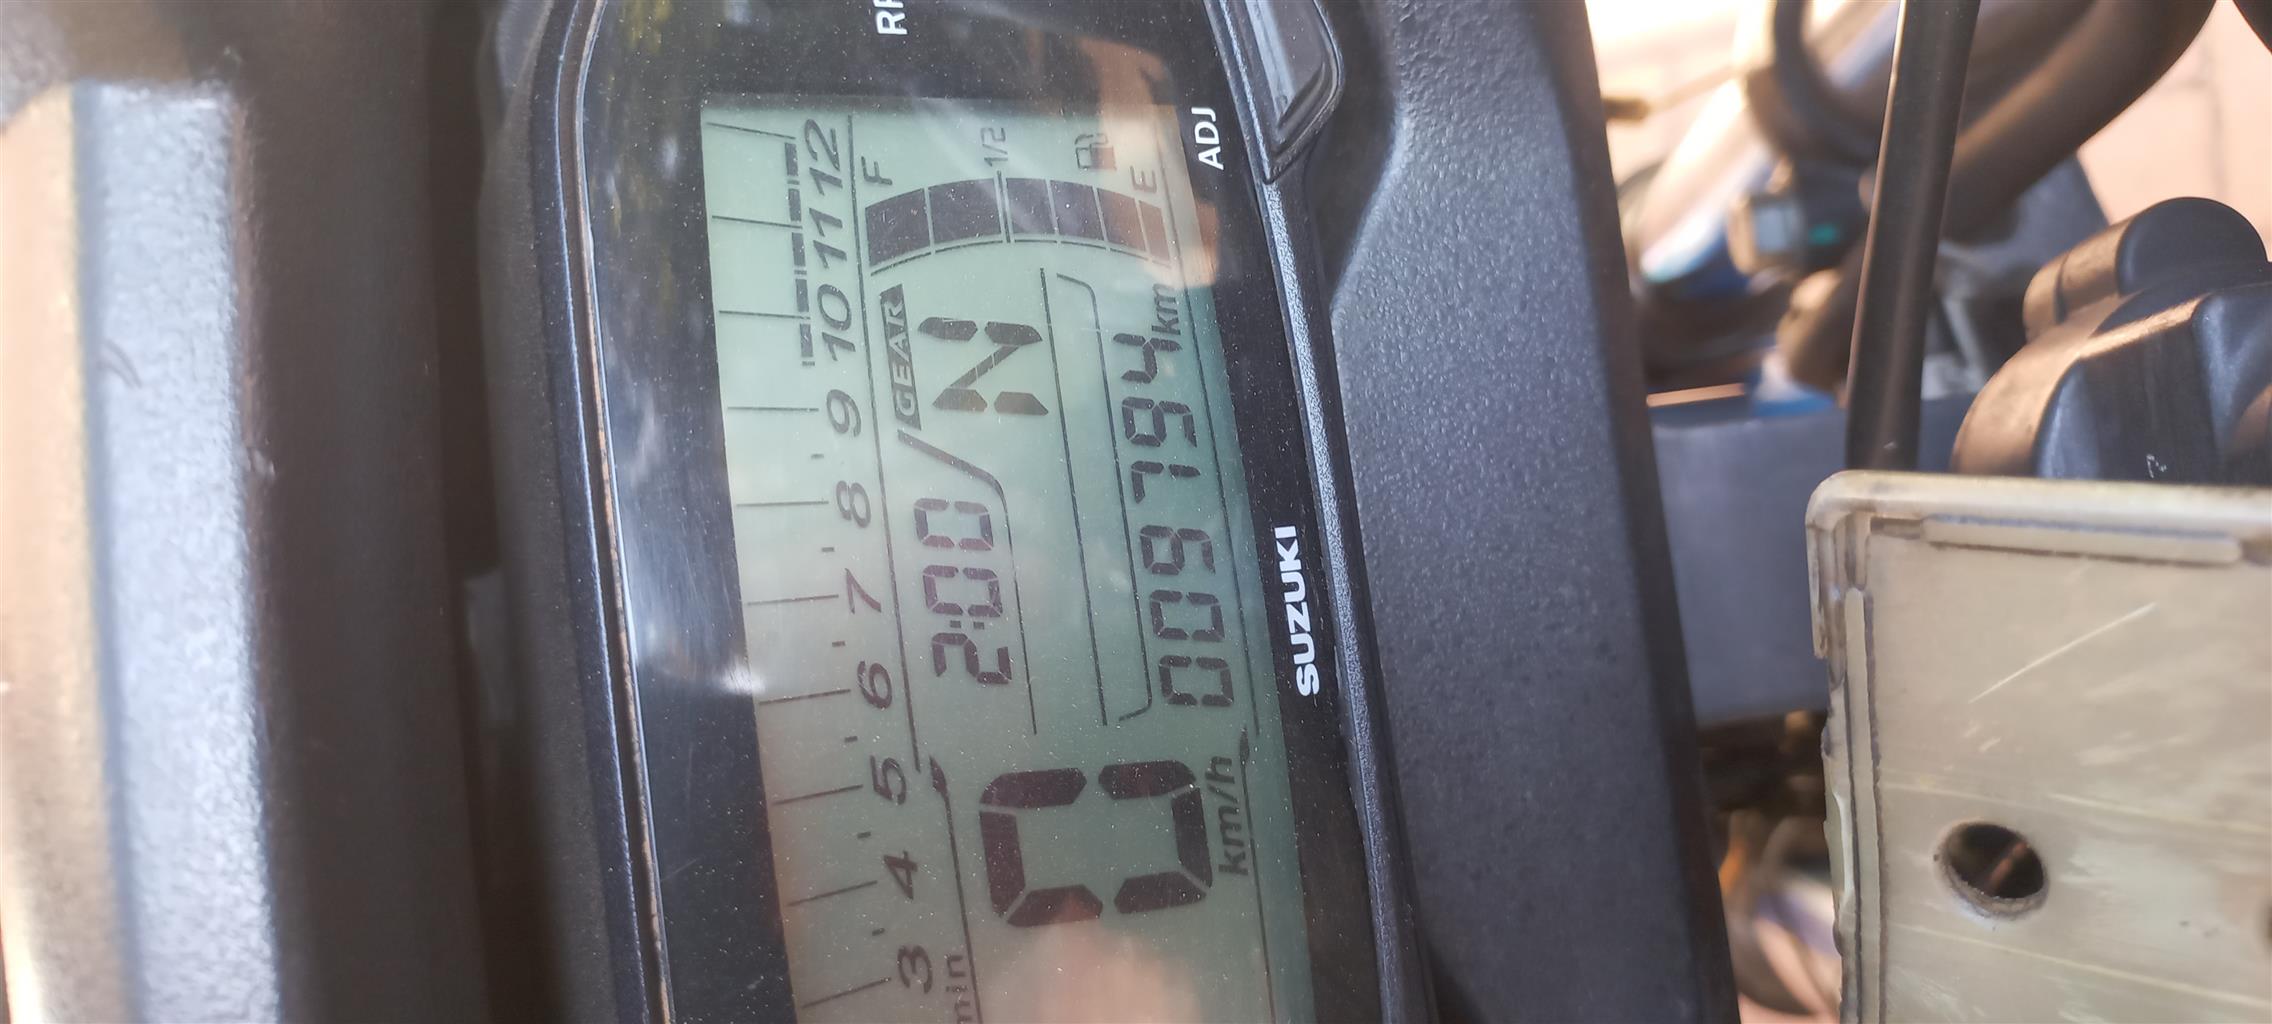 3 4 5 6 7 8 9 10 11 12
min
F
1/2
E
GEAR
2:00
N
0
km/h
009794 km
ADJ
SUZUKI